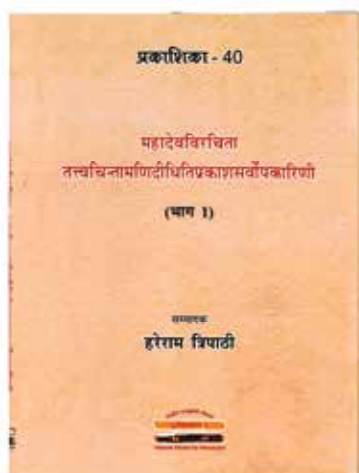 प्रकाशिका - 40
महादेवविरचिता
तत्त्वचिन्तामणिदीधितिप्रकाशसर्वोपकारिणी
(भाग 1)
सम्पादक
हरेराम त्रिपाठी